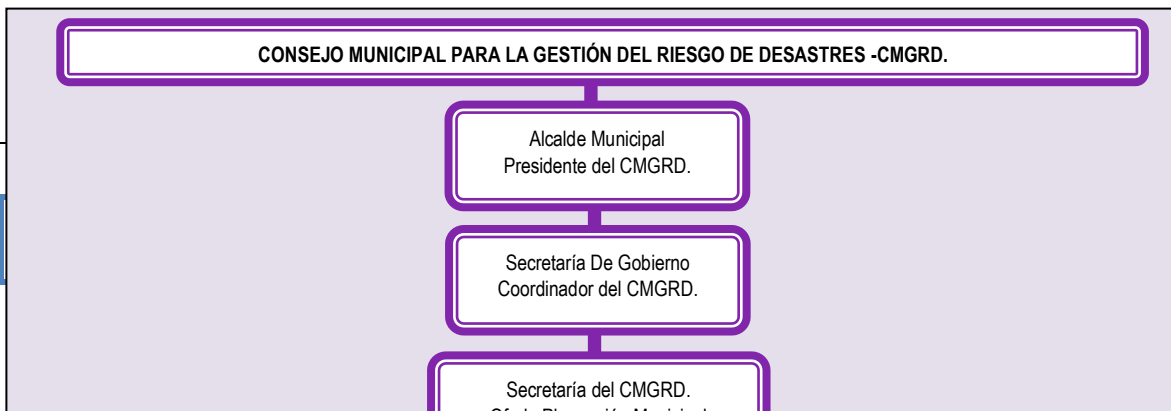 CONSEJO MUNICIPAL PARA LA GESTIÓN DEL RIESGO DE DESASTRES -CMGRD.
Alcalde Municipal
Presidente del CMGRD.
Secretaría De Gobierno
Coordinador del CMGRD.
Secretaría del CMGRD.